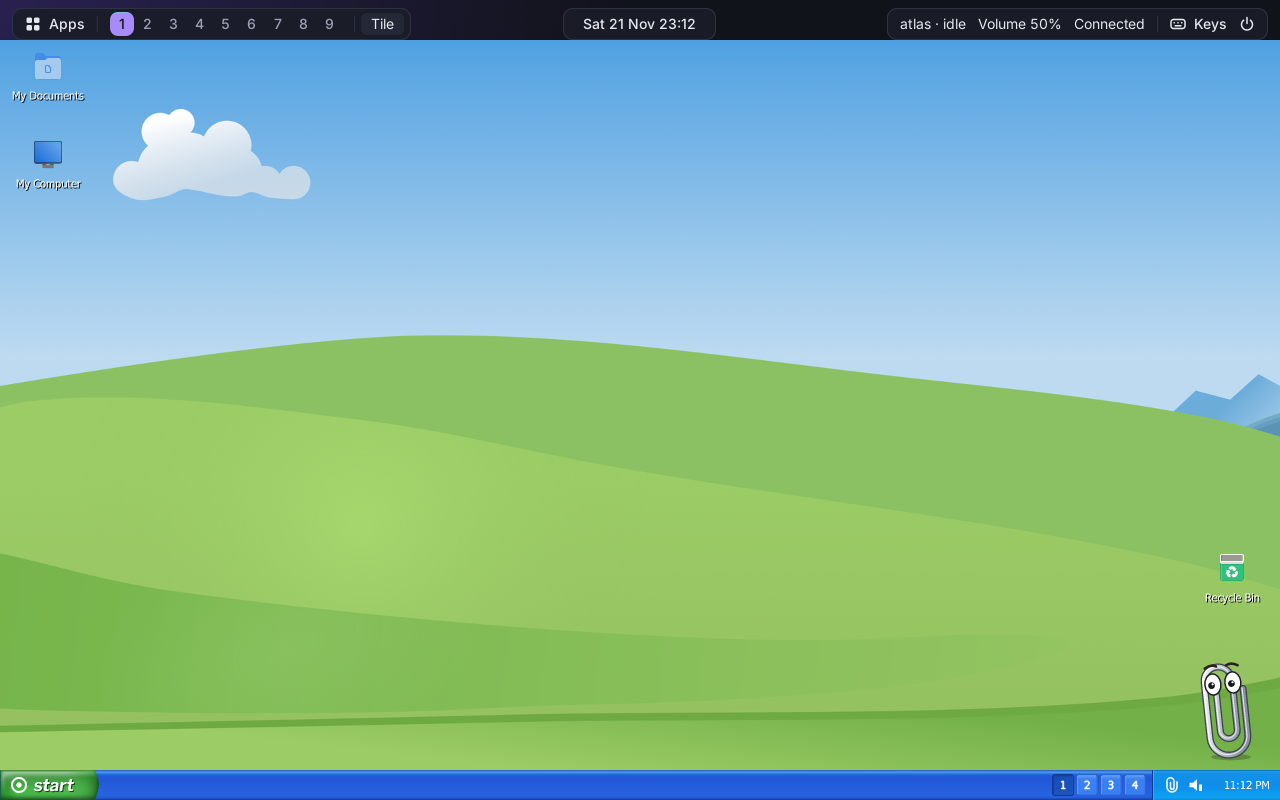 Apps 1 2 3 4 5 6 7 8 9 Tile Sat 21 Nov 23:12 atlas · idle Volume 50% Connected Keys
My Documents
My Computer
Recycle Bin
start 1 2 3 4 11:12 PM